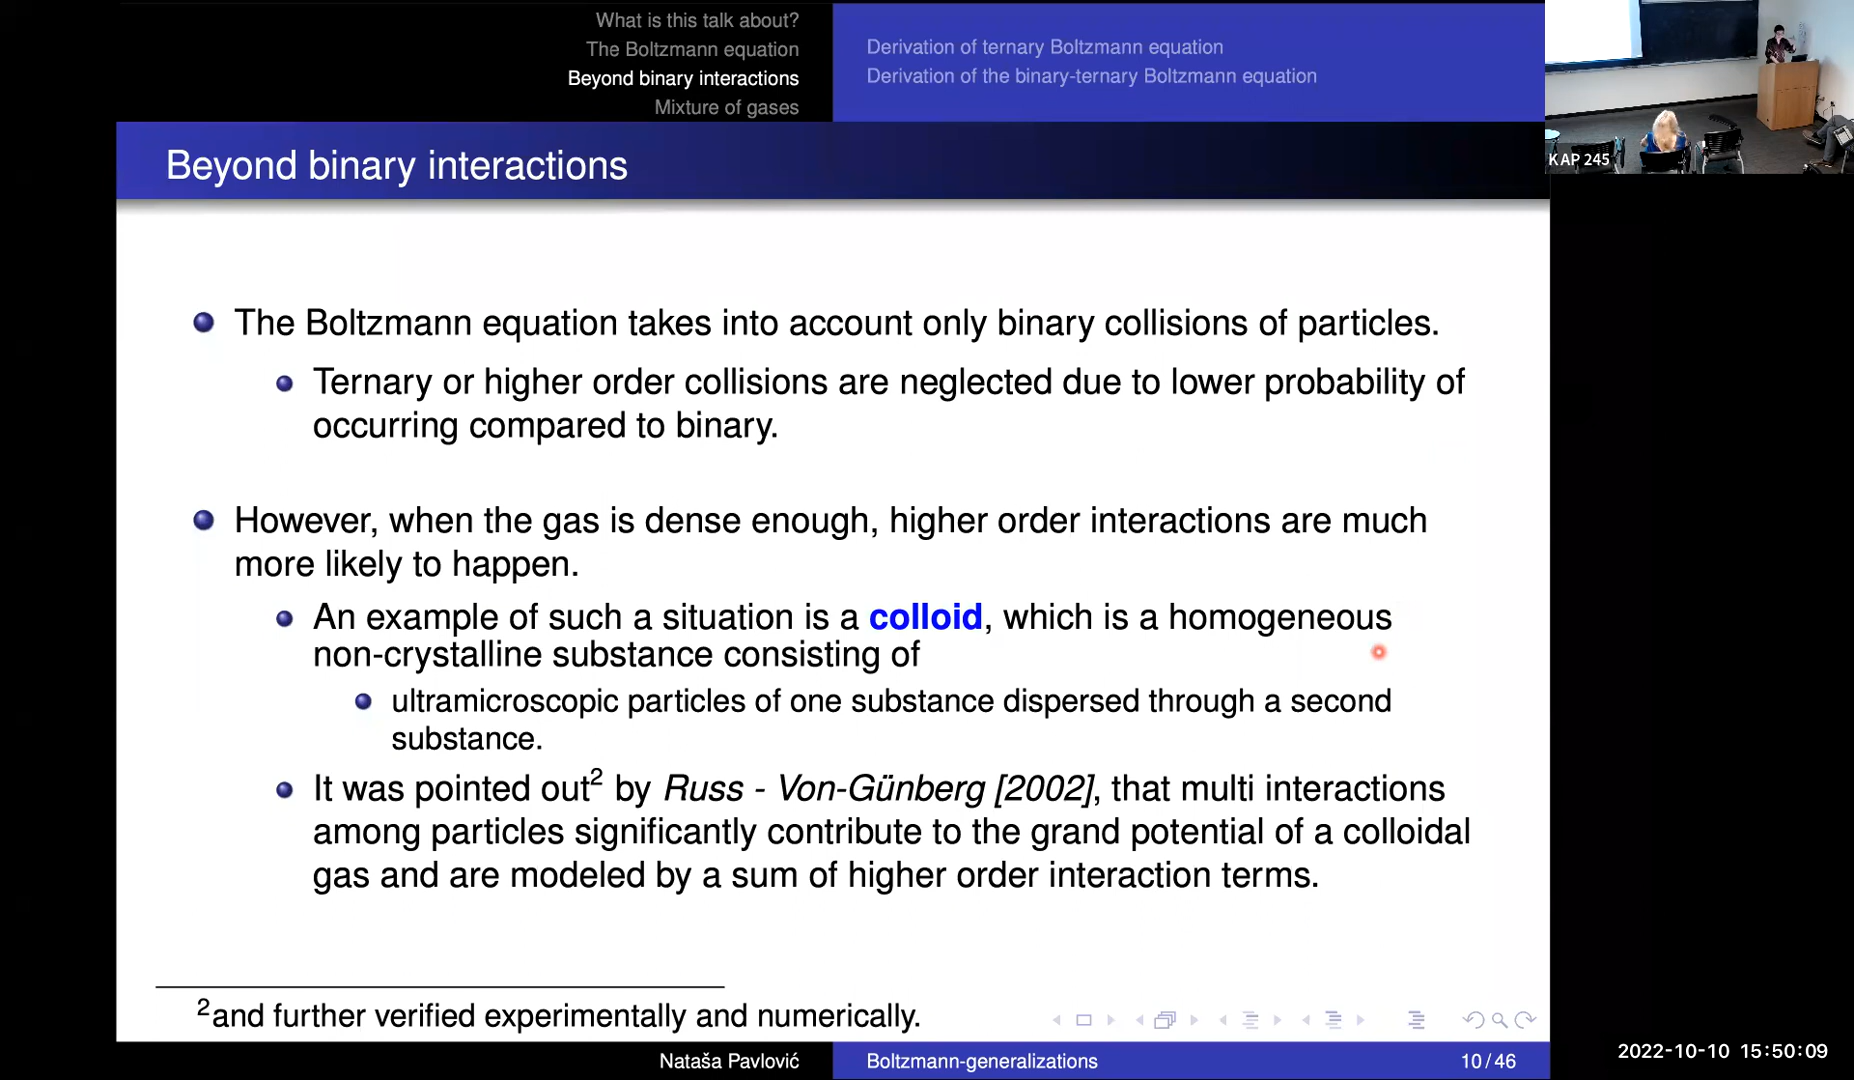 What is this talk about?
The Boltzmann equation
Beyond binary interactions
Mixture of gases
Derivation of ternary Boltzmann equation
Derivation of the binary-ternary Boltzmann equation
KAP 245
Beyond binary interactions
The Boltzmann equation takes into account only binary collisions of particles.
Ternary or higher order collisions are neglected due to lower probability of
occurring compared to binary.
However, when the gas is dense enough, higher order interactions are much
more likely to happen.
An example of such a situation is a colloid, which is a homogeneous
non-crystalline substance consisting of
ultramicroscopic particles of one substance dispersed through a second
substance.
It was pointed out² by Russ - Von-Günberg [2002], that multi interactions
among particles significantly contribute to the grand potential of a colloidal
gas and are modeled by a sum of higher order interaction terms.
²and further verified experimentally and numerically.
Nataša Pavlović
Boltzmann-generalizations
10 / 46
2022-10-10 15:50:09